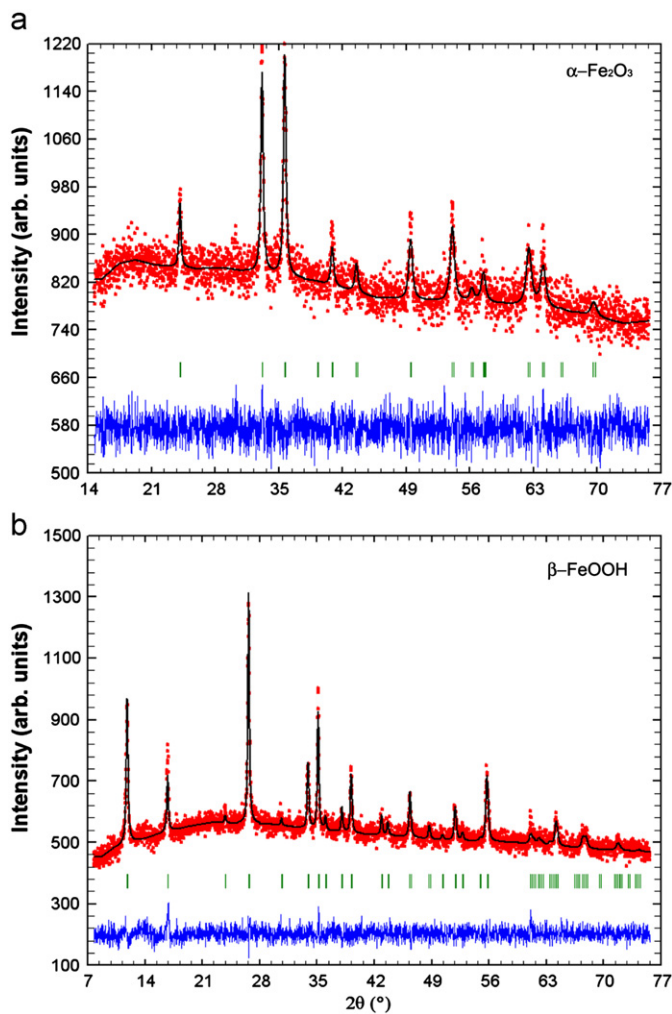 a
α–Fe₂O₃
Intensity (arb. units)
1220
1140
1060
980
900
820
740
660
580
500
14 21 28 35 42 49 56 63 70 77
b
β–FeOOH
Intensity (arb. units)
1500
1300
1100
900
700
500
300
100
7 14 21 28 35 42 49 56 63 70 77
2θ (°)